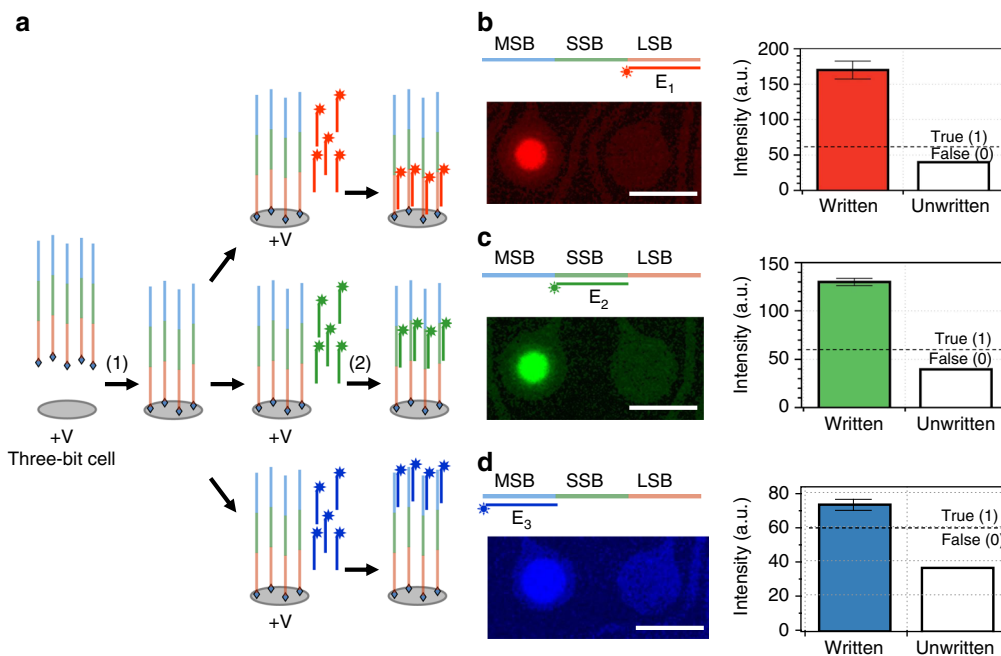 a
+V
+V
(1)
(2)
+V
Three-bit cell
+V
+V
b
MSB SSB LSB
E1
Intensity (a.u.)
200
150
100
50
0
True (1)
False (0)
Written Unwritten
c
MSB SSB LSB
E2
Intensity (a.u.)
150
100
50
0
True (1)
False (0)
Written Unwritten
d
MSB SSB LSB
E3
Intensity (a.u.)
80
60
40
20
0
True (1)
False (0)
Written Unwritten